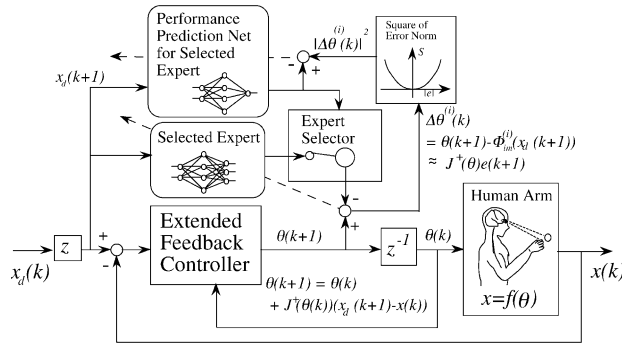 Performance
Prediction Net
for Selected
Expert
|Δθ^(i)(k)|²
Square of
Error Norm
S
|e|
x_d(k+1)
- +
Selected Expert
Expert
Selector
Δθ^(i)(k)
= θ(k+1)-Φ_im^(i)(x_d (k+1))
≈ J⁺(θ)e(k+1)
-
+
Human Arm
x=f(θ)
x_d(k)
z
+
-
Extended
Feedback
Controller
θ(k+1)
z⁻¹
θ(k)
x(k)
θ(k+1) = θ(k)
+ J⁺(θ(k))(x_d (k+1)-x(k))